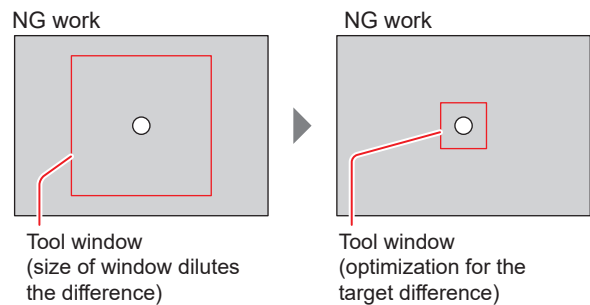 NG work
NG work
Tool window
(size of window dilutes
the difference)
Tool window
(optimization for the
target difference)